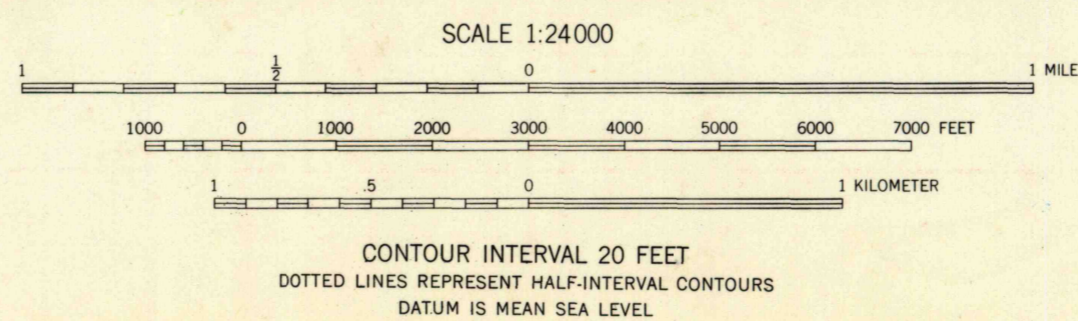 SCALE 1:24000
1 1/2 0 1 MILE
1000 0 1000 2000 3000 4000 5000 6000 7000 FEET
1 .5 0 1 KILOMETER
CONTOUR INTERVAL 20 FEET
DOTTED LINES REPRESENT HALF-INTERVAL CONTOURS
DATUM IS MEAN SEA LEVEL